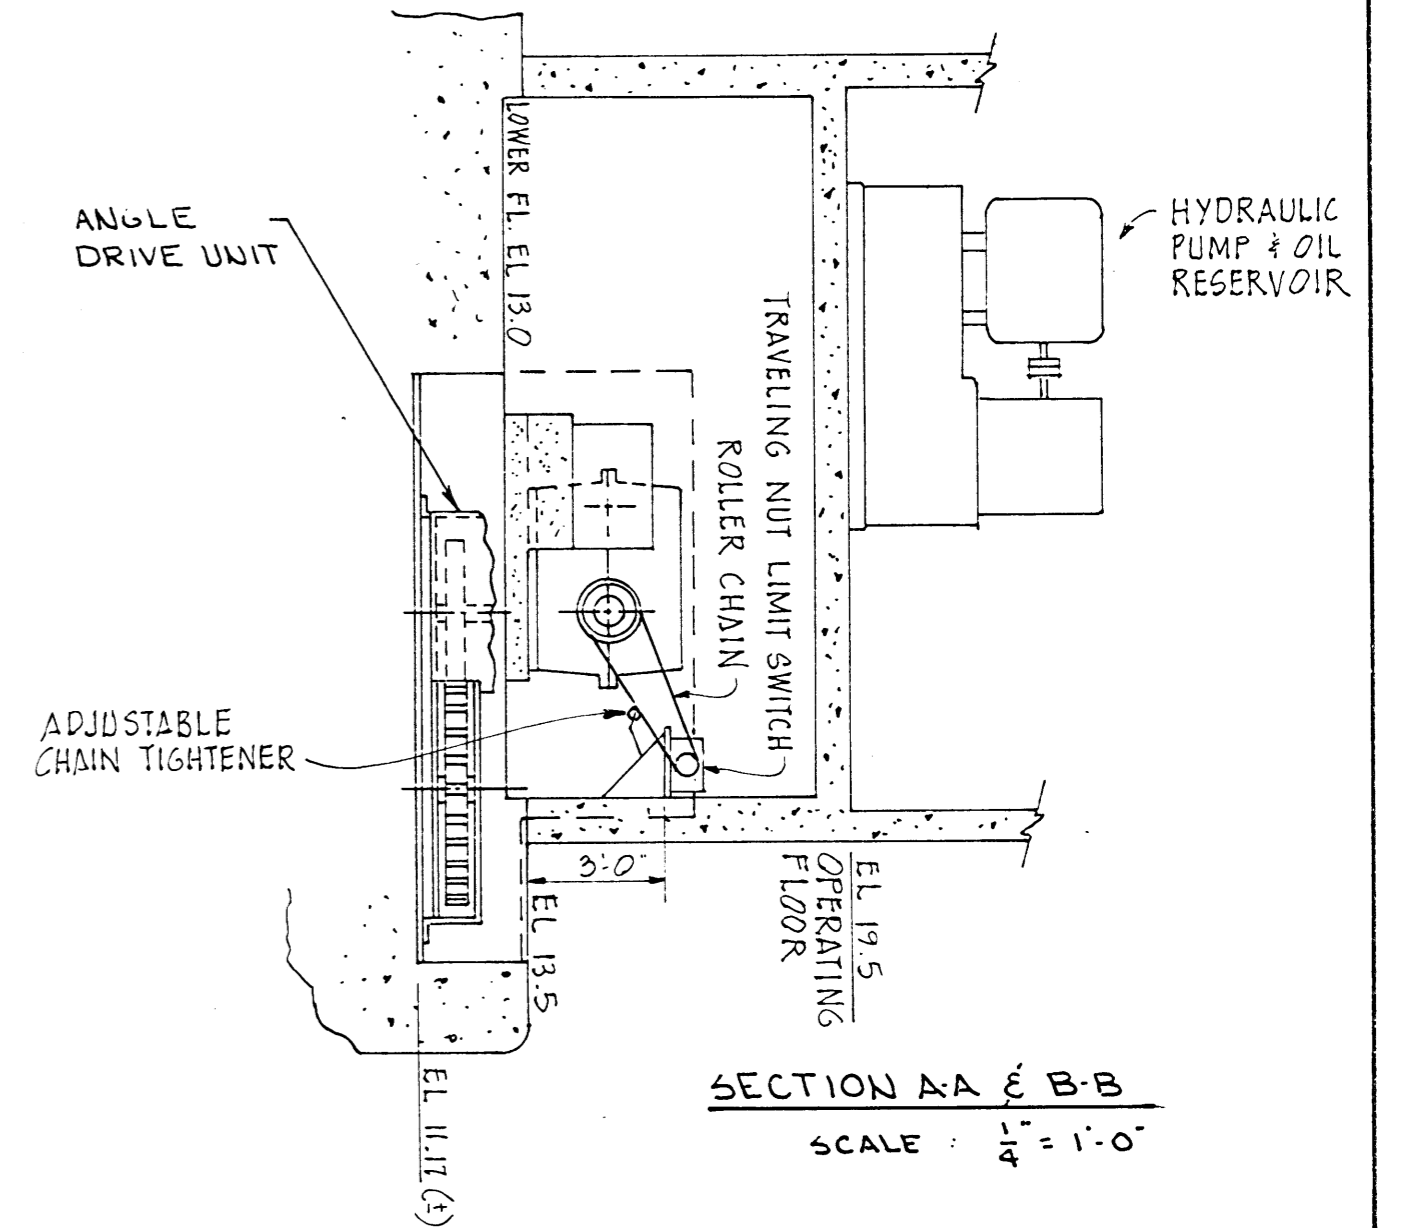 ANGLE
DRIVE UNIT
LOWER FL. EL 13.0
HYDRAULIC
PUMP & OIL
RESERVOIR
TRAVELING NUT LIMIT SWITCH
ROLLER CHAIN
ADJUSTABLE
CHAIN TIGHTENER
3'-0"
EL 13.5
EL 19.5
OPERATING
FLOOR
EL 11.17 (±)
SECTION A-A & B-B
SCALE : 1/4" = 1'-0"